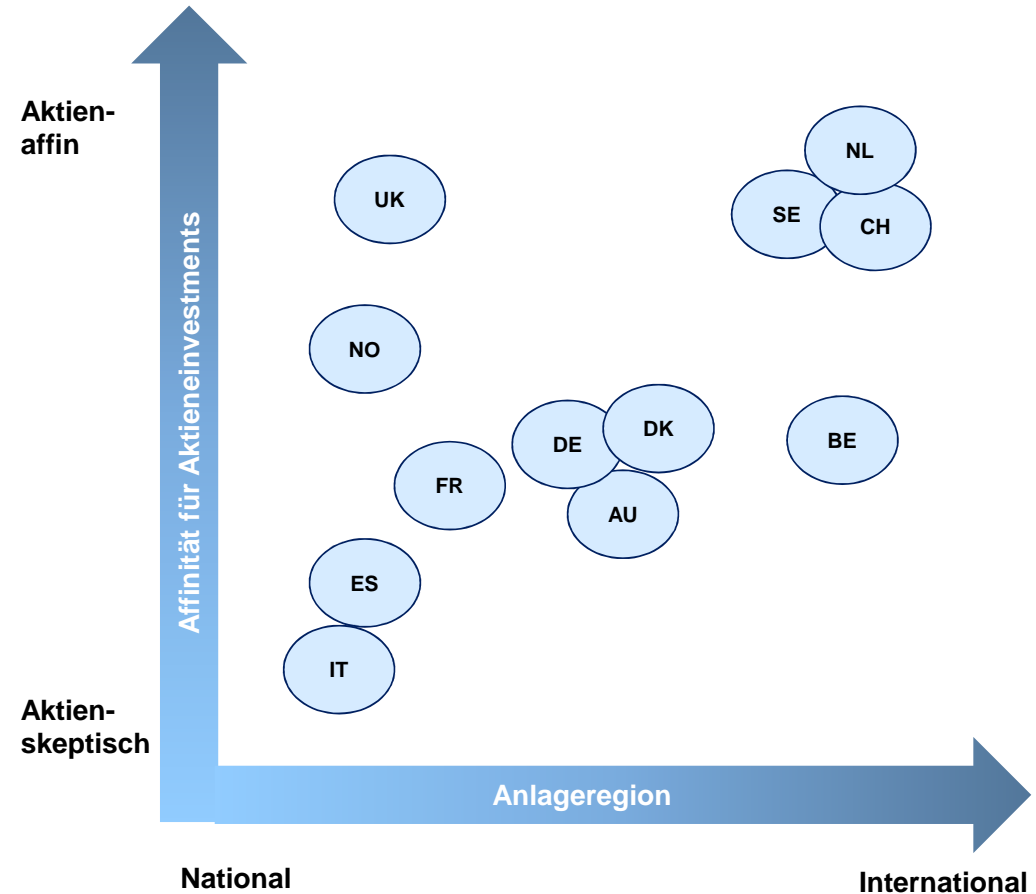 Aktien-
affin
Affinität für Aktieninvestments
NL
UK
SE
CH
NO
DK
DE
BE
FR
AU
ES
IT
Aktien-
skeptisch
Anlageregion
National
International